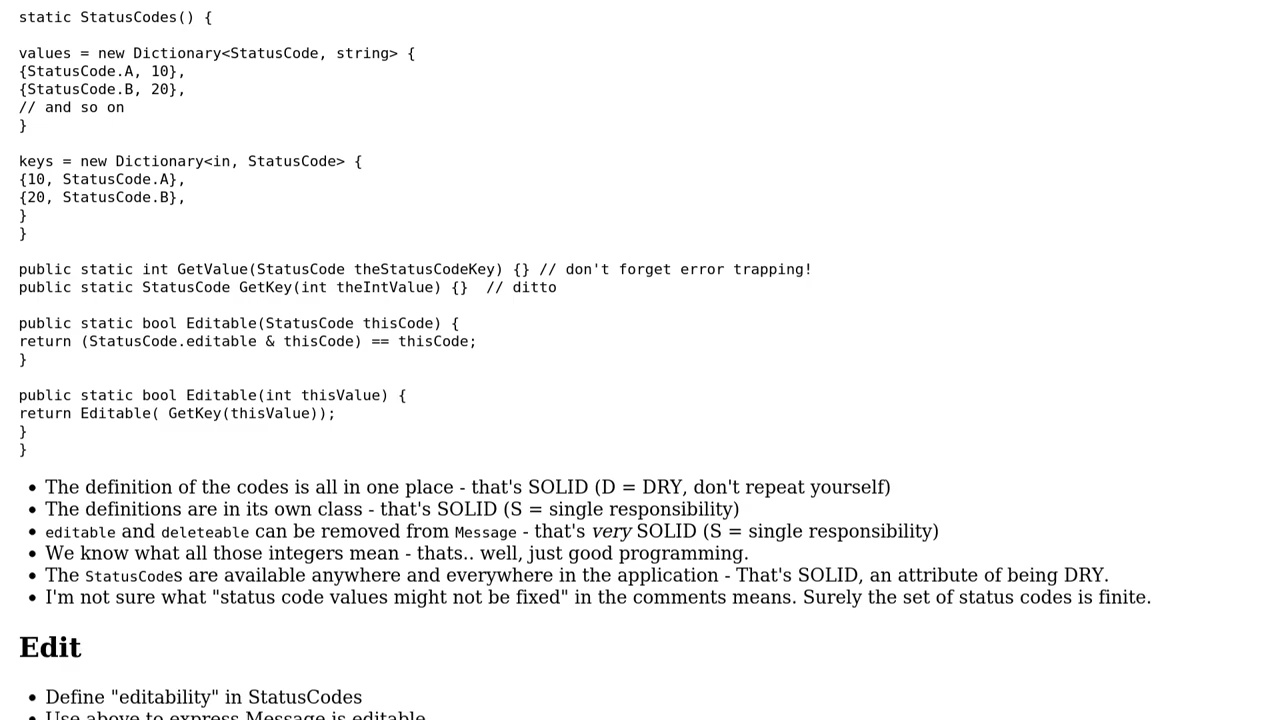 static StatusCodes() {
values = new Dictionary<StatusCode, string> {
{StatusCode.A, 10},
{StatusCode.B, 20},
// and so on
}
keys = new Dictionary<in, StatusCode> {
{10, StatusCode.A},
{20, StatusCode.B},
}
}
public static int GetValue(StatusCode theStatusCodeKey) {} // don't forget error trapping!
public static StatusCode GetKey(int theIntValue) {}  // ditto
public static bool Editable(StatusCode thisCode) {
return (StatusCode.editable & thisCode) == thisCode;
}
public static bool Editable(int thisValue) {
return Editable( GetKey(thisValue));
}
}
• The definition of the codes is all in one place - that's SOLID (D = DRY, don't repeat yourself)
• The definitions are in its own class - that's SOLID (S = single responsibility)
• editable and deleteable can be removed from Message - that's very SOLID (S = single responsibility)
• We know what all those integers mean - thats.. well, just good programming.
• The StatusCodes are available anywhere and everywhere in the application - That's SOLID, an attribute of being DRY.
• I'm not sure what "status code values might not be fixed" in the comments means. Surely the set of status codes is finite.
Edit
• Define "editability" in StatusCodes
• Use above to express Message is editable